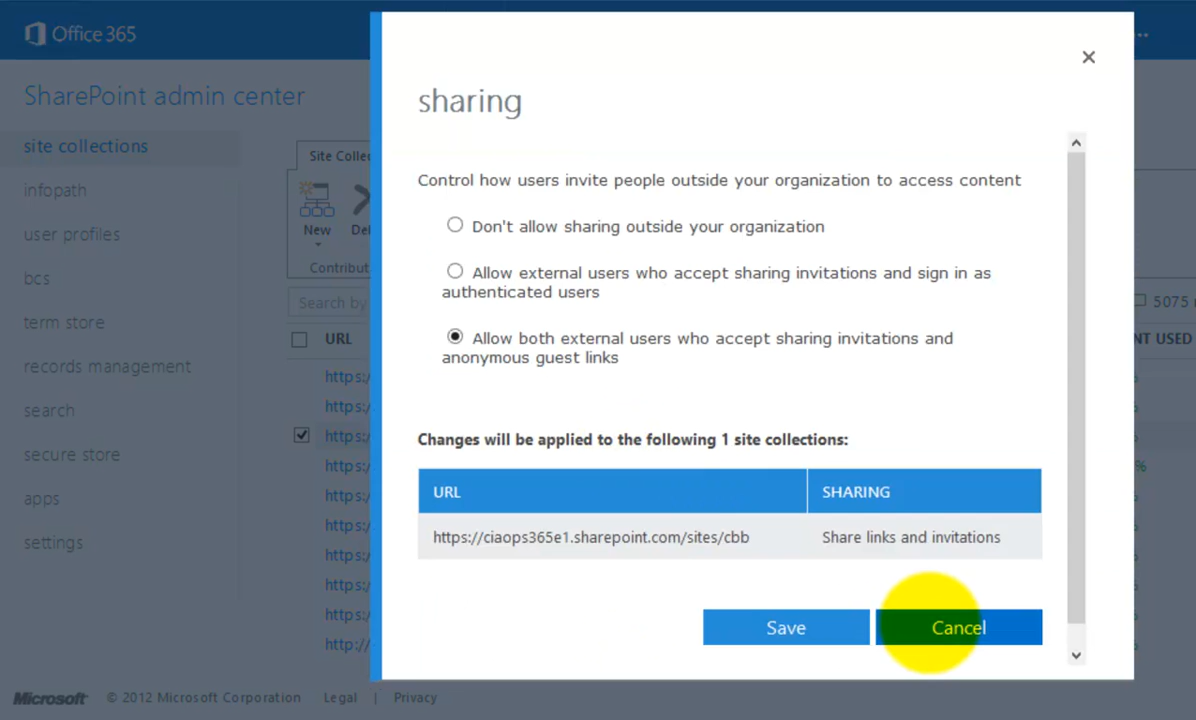 Office 365
SharePoint admin center
site collections
infopath
user profiles
bcs
term store
records management
search
secure store
apps
settings
Site
New
Search by
URL
https:/
https:/
https:/
https:/
https:/
https:/
https:/
https:/
https:/
http://
5075
USED
%
sharing
Control how users invite people outside your organization to access content
Don't allow sharing outside your organization
Allow external users who accept sharing invitations and sign in as
authenticated users
Allow both external users who accept sharing invitations and
anonymous guest links
Changes will be applied to the following 1 site collections:
URL SHARING
https://ciaops365e1.sharepoint.com/sites/cbb Share links and invitations
Save Cancel
Microsoft © 2012 Microsoft Corporation Legal | Privacy